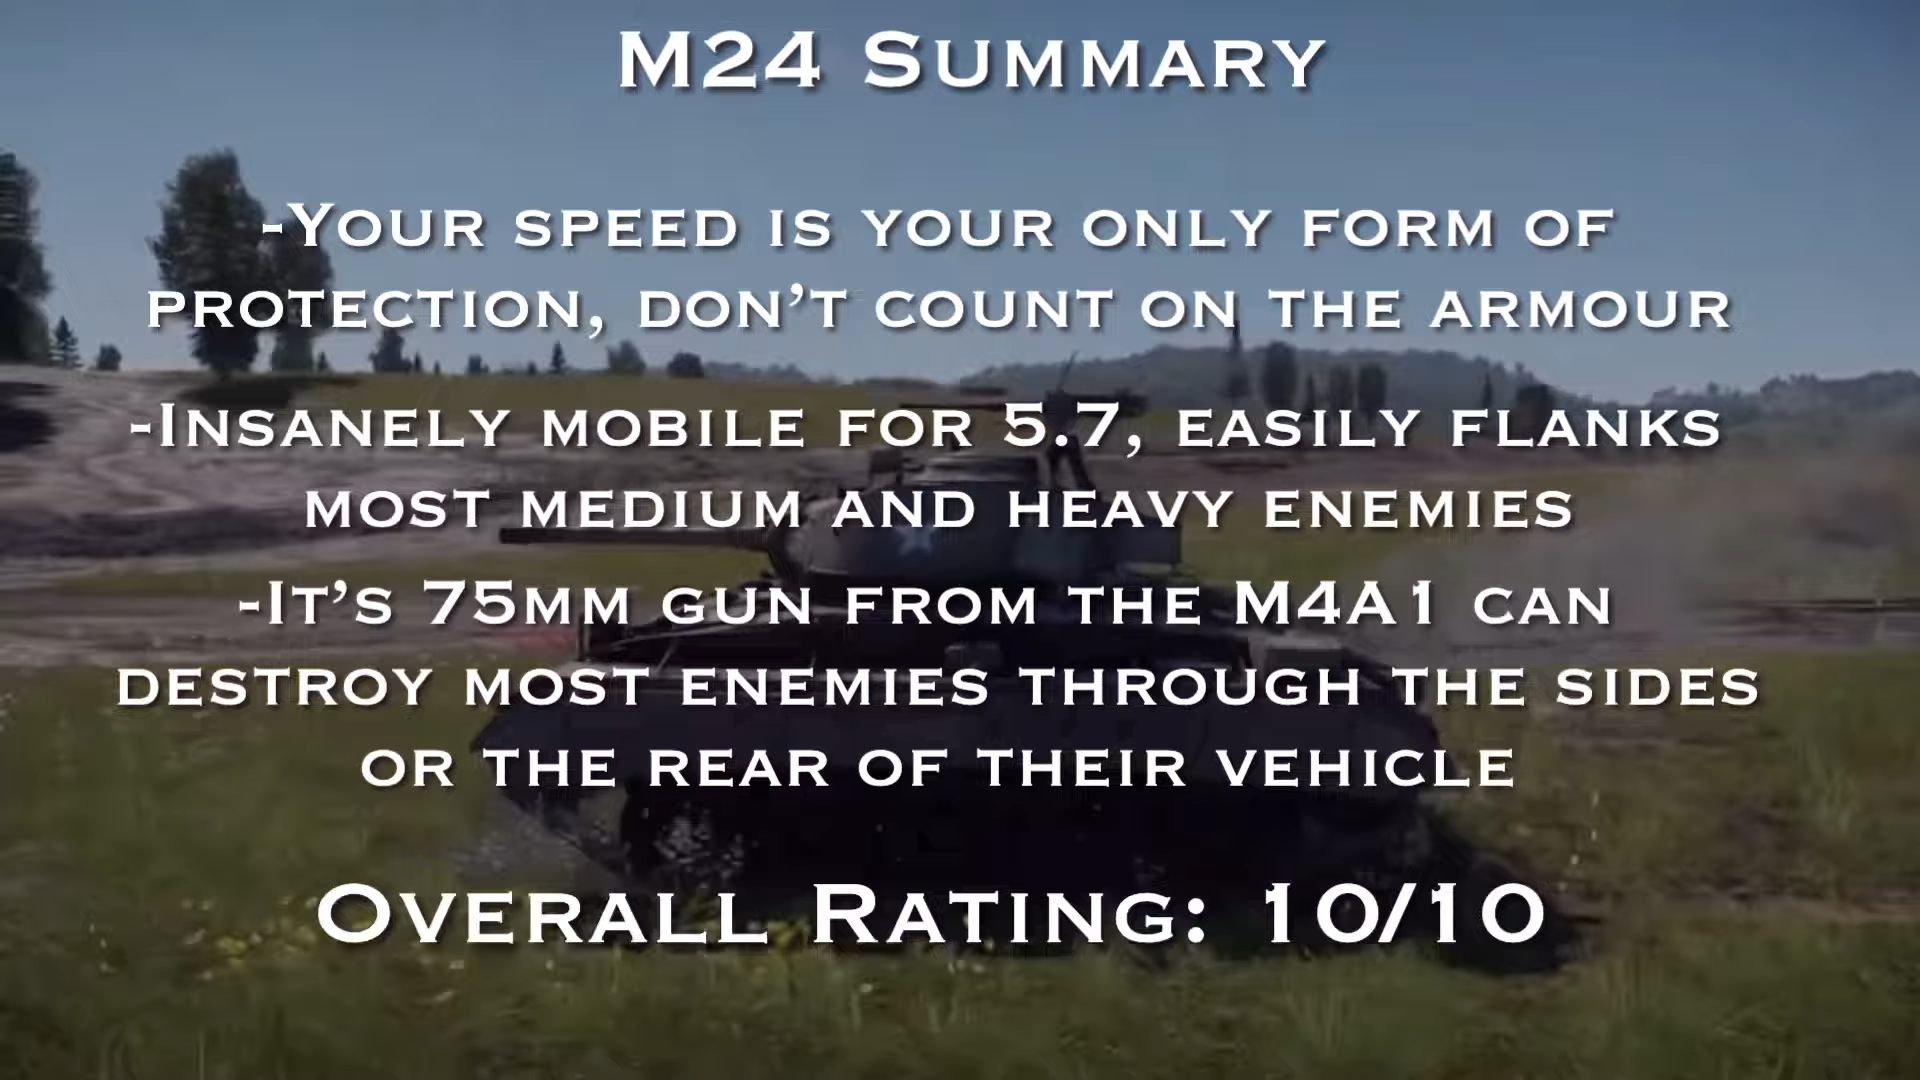 M24 Summary
-Your speed is your only form of
protection, don’t count on the armour
-Insanely mobile for 5.7, easily flanks
most medium and heavy enemies
-It’s 75mm gun from the M4A1 can
destroy most enemies through the sides
or the rear of their vehicle
Overall Rating: 10/10